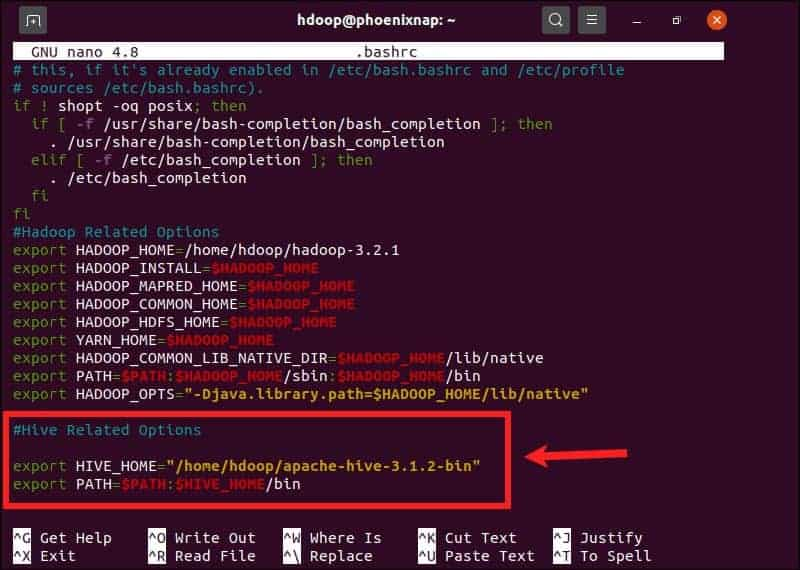 hdoop@phoenixnap: ~
GNU nano 4.8 .bashrc
# this, if it's already enabled in /etc/bash.bashrc and /etc/profile
# sources /etc/bash.bashrc).
if ! shopt -oq posix; then
  if [ -f /usr/share/bash-completion/bash_completion ]; then
    . /usr/share/bash-completion/bash_completion
  elif [ -f /etc/bash_completion ]; then
    . /etc/bash_completion
  fi
fi
#Hadoop Related Options
export HADOOP_HOME=/home/hdoop/hadoop-3.2.1
export HADOOP_INSTALL=$HADOOP_HOME
export HADOOP_MAPRED_HOME=$HADOOP_HOME
export HADOOP_COMMON_HOME=$HADOOP_HOME
export HADOOP_HDFS_HOME=$HADOOP_HOME
export YARN_HOME=$HADOOP_HOME
export HADOOP_COMMON_LIB_NATIVE_DIR=$HADOOP_HOME/lib/native
export PATH=$PATH:$HADOOP_HOME/sbin:$HADOOP_HOME/bin
export HADOOP_OPTS="-Djava.library.path=$HADOOP_HOME/lib/native"
#Hive Related Options
export HIVE_HOME="/home/hdoop/apache-hive-3.1.2-bin"
export PATH=$PATH:$HIVE_HOME/bin
^G Get Help ^O Write Out ^W Where Is ^K Cut Text ^J Justify
^X Exit ^R Read File ^\ Replace ^U Paste Text ^T To Spell